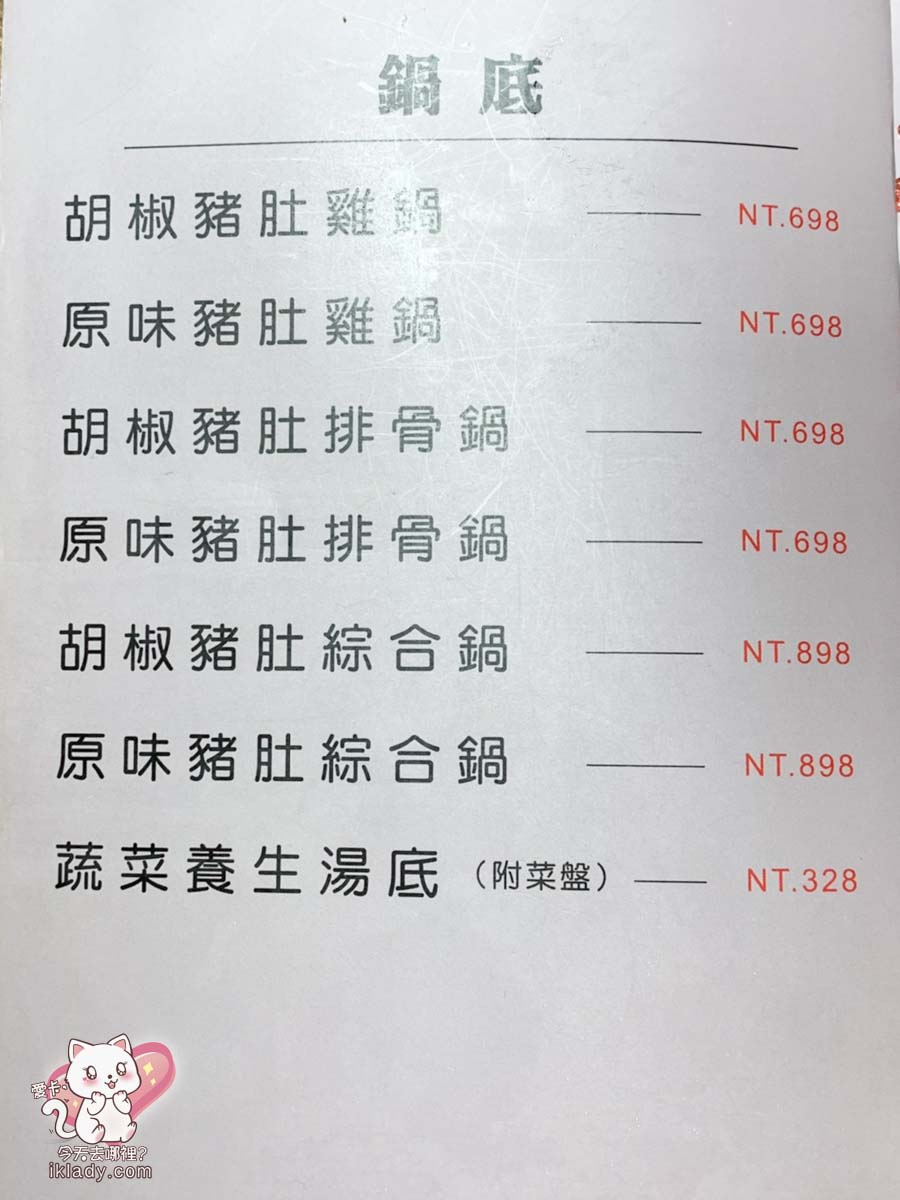 鍋底
胡椒豬肚雞鍋 NT.698
原味豬肚雞鍋 NT.698
胡椒豬肚排骨鍋 NT.698
原味豬肚排骨鍋 NT.698
胡椒豬肚綜合鍋 NT.898
原味豬肚綜合鍋 NT.898
蔬菜養生湯底（附菜盤） NT.328
愛卡
今天去哪裡?
iklady.com